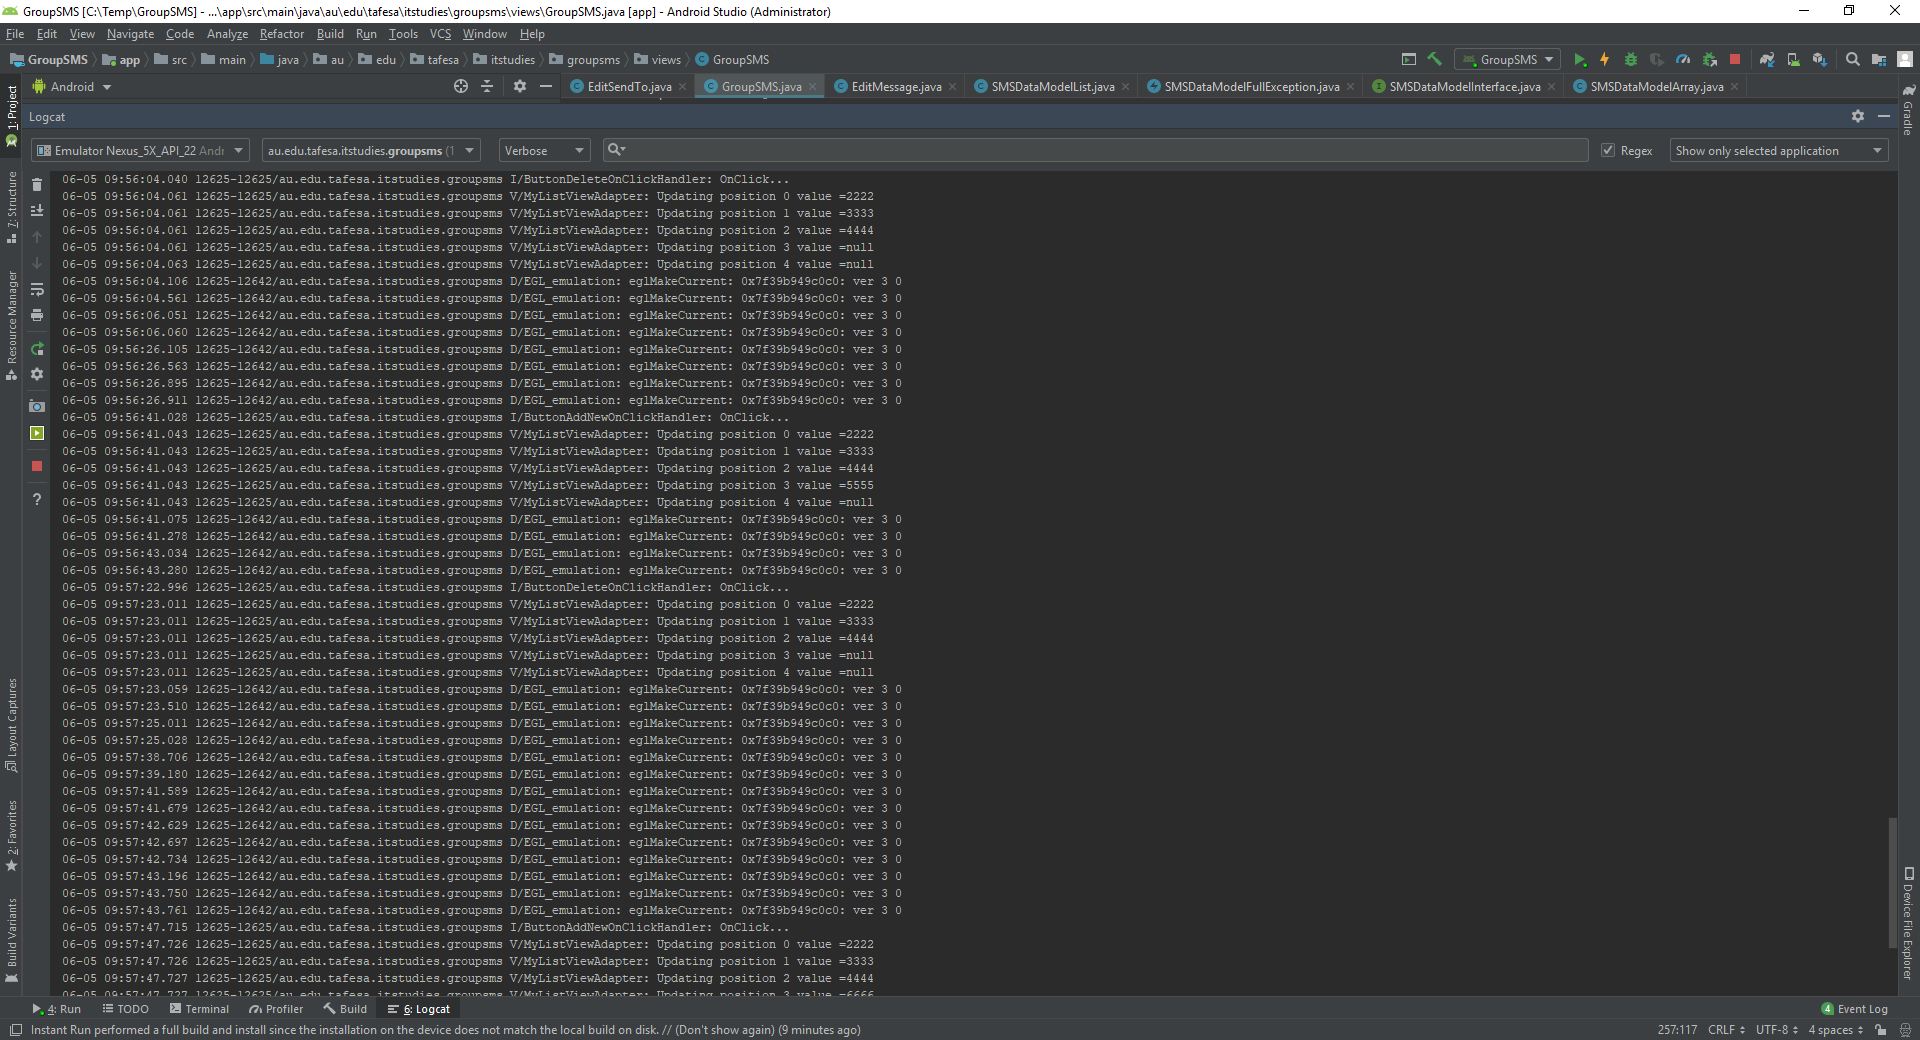 GroupSMS [C:\Temp\GroupSMS] - ...\app\src\main\java\au\edu\tafesa\itstudies\groupsms\views\GroupSMS.java [app] - Android Studio (Administrator)
File Edit View Navigate Code Analyze Refactor Build Run Tools VCS Window Help
GroupSMS app src main java au edu tafesa itstudies groupsms views GroupSMS GroupSMS
Android EditSendTo.java GroupSMS.java EditMessage.java SMSDataModelList.java SMSDataModelFullException.java SMSDataModelInterface.java SMSDataModelArray.java
Logcat
Emulator Nexus_5X_API_22 Andr au.edu.tafesa.itstudies.groupsms (1 Verbose Regex Show only selected application
06-05 09:56:04.040 12625-12625/au.edu.tafesa.itstudies.groupsms I/ButtonDeleteOnClickHandler: OnClick...
06-05 09:56:04.061 12625-12625/au.edu.tafesa.itstudies.groupsms V/MyListViewAdapter: Updating position 0 value =2222
06-05 09:56:04.061 12625-12625/au.edu.tafesa.itstudies.groupsms V/MyListViewAdapter: Updating position 1 value =3333
06-05 09:56:04.061 12625-12625/au.edu.tafesa.itstudies.groupsms V/MyListViewAdapter: Updating position 2 value =4444
06-05 09:56:04.061 12625-12625/au.edu.tafesa.itstudies.groupsms V/MyListViewAdapter: Updating position 3 value =null
06-05 09:56:04.063 12625-12625/au.edu.tafesa.itstudies.groupsms V/MyListViewAdapter: Updating position 4 value =null
06-05 09:56:04.106 12625-12642/au.edu.tafesa.itstudies.groupsms D/EGL_emulation: eglMakeCurrent: 0x7f39b949c0c0: ver 3 0
06-05 09:56:04.561 12625-12642/au.edu.tafesa.itstudies.groupsms D/EGL_emulation: eglMakeCurrent: 0x7f39b949c0c0: ver 3 0
06-05 09:56:06.051 12625-12642/au.edu.tafesa.itstudies.groupsms D/EGL_emulation: eglMakeCurrent: 0x7f39b949c0c0: ver 3 0
06-05 09:56:06.060 12625-12642/au.edu.tafesa.itstudies.groupsms D/EGL_emulation: eglMakeCurrent: 0x7f39b949c0c0: ver 3 0
06-05 09:56:26.105 12625-12642/au.edu.tafesa.itstudies.groupsms D/EGL_emulation: eglMakeCurrent: 0x7f39b949c0c0: ver 3 0
06-05 09:56:26.563 12625-12642/au.edu.tafesa.itstudies.groupsms D/EGL_emulation: eglMakeCurrent: 0x7f39b949c0c0: ver 3 0
06-05 09:56:26.895 12625-12642/au.edu.tafesa.itstudies.groupsms D/EGL_emulation: eglMakeCurrent: 0x7f39b949c0c0: ver 3 0
06-05 09:56:26.911 12625-12642/au.edu.tafesa.itstudies.groupsms D/EGL_emulation: eglMakeCurrent: 0x7f39b949c0c0: ver 3 0
06-05 09:56:41.028 12625-12625/au.edu.tafesa.itstudies.groupsms I/ButtonAddNewOnClickHandler: OnClick...
06-05 09:56:41.043 12625-12625/au.edu.tafesa.itstudies.groupsms V/MyListViewAdapter: Updating position 0 value =2222
06-05 09:56:41.043 12625-12625/au.edu.tafesa.itstudies.groupsms V/MyListViewAdapter: Updating position 1 value =3333
06-05 09:56:41.043 12625-12625/au.edu.tafesa.itstudies.groupsms V/MyListViewAdapter: Updating position 2 value =4444
06-05 09:56:41.043 12625-12625/au.edu.tafesa.itstudies.groupsms V/MyListViewAdapter: Updating position 3 value =5555
06-05 09:56:41.043 12625-12625/au.edu.tafesa.itstudies.groupsms V/MyListViewAdapter: Updating position 4 value =null
06-05 09:56:41.075 12625-12642/au.edu.tafesa.itstudies.groupsms D/EGL_emulation: eglMakeCurrent: 0x7f39b949c0c0: ver 3 0
06-05 09:56:41.278 12625-12642/au.edu.tafesa.itstudies.groupsms D/EGL_emulation: eglMakeCurrent: 0x7f39b949c0c0: ver 3 0
06-05 09:56:43.034 12625-12642/au.edu.tafesa.itstudies.groupsms D/EGL_emulation: eglMakeCurrent: 0x7f39b949c0c0: ver 3 0
06-05 09:56:43.280 12625-12642/au.edu.tafesa.itstudies.groupsms D/EGL_emulation: eglMakeCurrent: 0x7f39b949c0c0: ver 3 0
06-05 09:57:22.996 12625-12625/au.edu.tafesa.itstudies.groupsms I/ButtonDeleteOnClickHandler: OnClick...
06-05 09:57:23.011 12625-12625/au.edu.tafesa.itstudies.groupsms V/MyListViewAdapter: Updating position 0 value =2222
06-05 09:57:23.011 12625-12625/au.edu.tafesa.itstudies.groupsms V/MyListViewAdapter: Updating position 1 value =3333
06-05 09:57:23.011 12625-12625/au.edu.tafesa.itstudies.groupsms V/MyListViewAdapter: Updating position 2 value =4444
06-05 09:57:23.011 12625-12625/au.edu.tafesa.itstudies.groupsms V/MyListViewAdapter: Updating position 3 value =null
06-05 09:57:23.011 12625-12625/au.edu.tafesa.itstudies.groupsms V/MyListViewAdapter: Updating position 4 value =null
06-05 09:57:23.059 12625-12642/au.edu.tafesa.itstudies.groupsms D/EGL_emulation: eglMakeCurrent: 0x7f39b949c0c0: ver 3 0
06-05 09:57:23.510 12625-12642/au.edu.tafesa.itstudies.groupsms D/EGL_emulation: eglMakeCurrent: 0x7f39b949c0c0: ver 3 0
06-05 09:57:25.011 12625-12642/au.edu.tafesa.itstudies.groupsms D/EGL_emulation: eglMakeCurrent: 0x7f39b949c0c0: ver 3 0
06-05 09:57:25.028 12625-12642/au.edu.tafesa.itstudies.groupsms D/EGL_emulation: eglMakeCurrent: 0x7f39b949c0c0: ver 3 0
06-05 09:57:38.706 12625-12642/au.edu.tafesa.itstudies.groupsms D/EGL_emulation: eglMakeCurrent: 0x7f39b949c0c0: ver 3 0
06-05 09:57:39.180 12625-12642/au.edu.tafesa.itstudies.groupsms D/EGL_emulation: eglMakeCurrent: 0x7f39b949c0c0: ver 3 0
06-05 09:57:41.589 12625-12642/au.edu.tafesa.itstudies.groupsms D/EGL_emulation: eglMakeCurrent: 0x7f39b949c0c0: ver 3 0
06-05 09:57:41.679 12625-12642/au.edu.tafesa.itstudies.groupsms D/EGL_emulation: eglMakeCurrent: 0x7f39b949c0c0: ver 3 0
06-05 09:57:42.629 12625-12642/au.edu.tafesa.itstudies.groupsms D/EGL_emulation: eglMakeCurrent: 0x7f39b949c0c0: ver 3 0
06-05 09:57:42.697 12625-12642/au.edu.tafesa.itstudies.groupsms D/EGL_emulation: eglMakeCurrent: 0x7f39b949c0c0: ver 3 0
06-05 09:57:42.734 12625-12642/au.edu.tafesa.itstudies.groupsms D/EGL_emulation: eglMakeCurrent: 0x7f39b949c0c0: ver 3 0
06-05 09:57:43.196 12625-12642/au.edu.tafesa.itstudies.groupsms D/EGL_emulation: eglMakeCurrent: 0x7f39b949c0c0: ver 3 0
06-05 09:57:43.750 12625-12642/au.edu.tafesa.itstudies.groupsms D/EGL_emulation: eglMakeCurrent: 0x7f39b949c0c0: ver 3 0
06-05 09:57:43.761 12625-12642/au.edu.tafesa.itstudies.groupsms D/EGL_emulation: eglMakeCurrent: 0x7f39b949c0c0: ver 3 0
06-05 09:57:47.715 12625-12625/au.edu.tafesa.itstudies.groupsms I/ButtonAddNewOnClickHandler: OnClick...
06-05 09:57:47.726 12625-12625/au.edu.tafesa.itstudies.groupsms V/MyListViewAdapter: Updating position 0 value =2222
06-05 09:57:47.726 12625-12625/au.edu.tafesa.itstudies.groupsms V/MyListViewAdapter: Updating position 1 value =3333
06-05 09:57:47.727 12625-12625/au.edu.tafesa.itstudies.groupsms V/MyListViewAdapter: Updating position 2 value =4444
06-05 09:57:47.727 12625-12625/au.edu.tafesa.itstudies.groupsms V/MyListViewAdapter: Updating position 3 value =6666
1: Project
7: Structure
Resource Manager
Layout Captures
2: Favorites
Build Variants
Gradle
Device File Explorer
4: Run TODO Terminal Profiler Build 6: Logcat 4 Event Log
Instant Run performed a full build and install since the installation on the device does not match the local build on disk. // (Don't show again) (9 minutes ago) 257:117 CRLF UTF-8 4 spaces